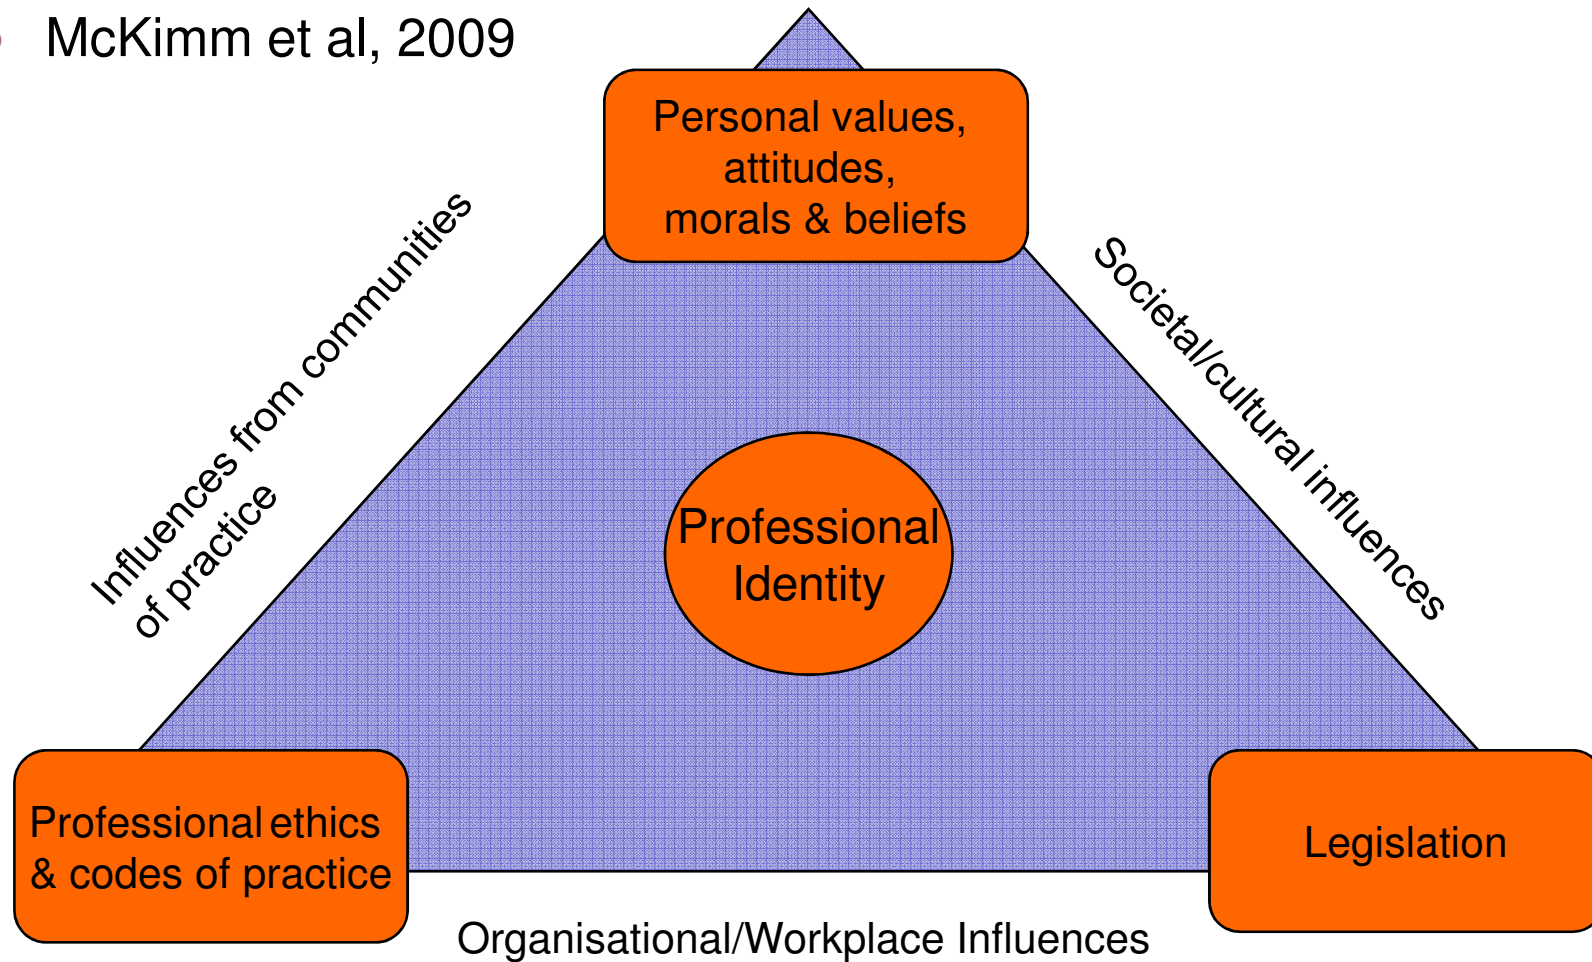 McKimm et al, 2009
Personal values,
attitudes,
morals & beliefs
Influences from communities
of practice
Societal/cultural influences
Professional
Identity
Professional ethics
& codes of practice
Legislation
Organisational/Workplace Influences